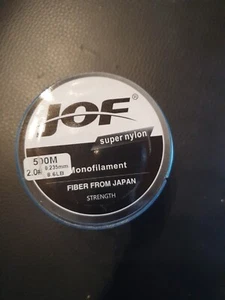 JOF®
super nylon
500M
2.0# 0.235mm
Monofilament
FIBER FROM JAPAN
STRENGTH